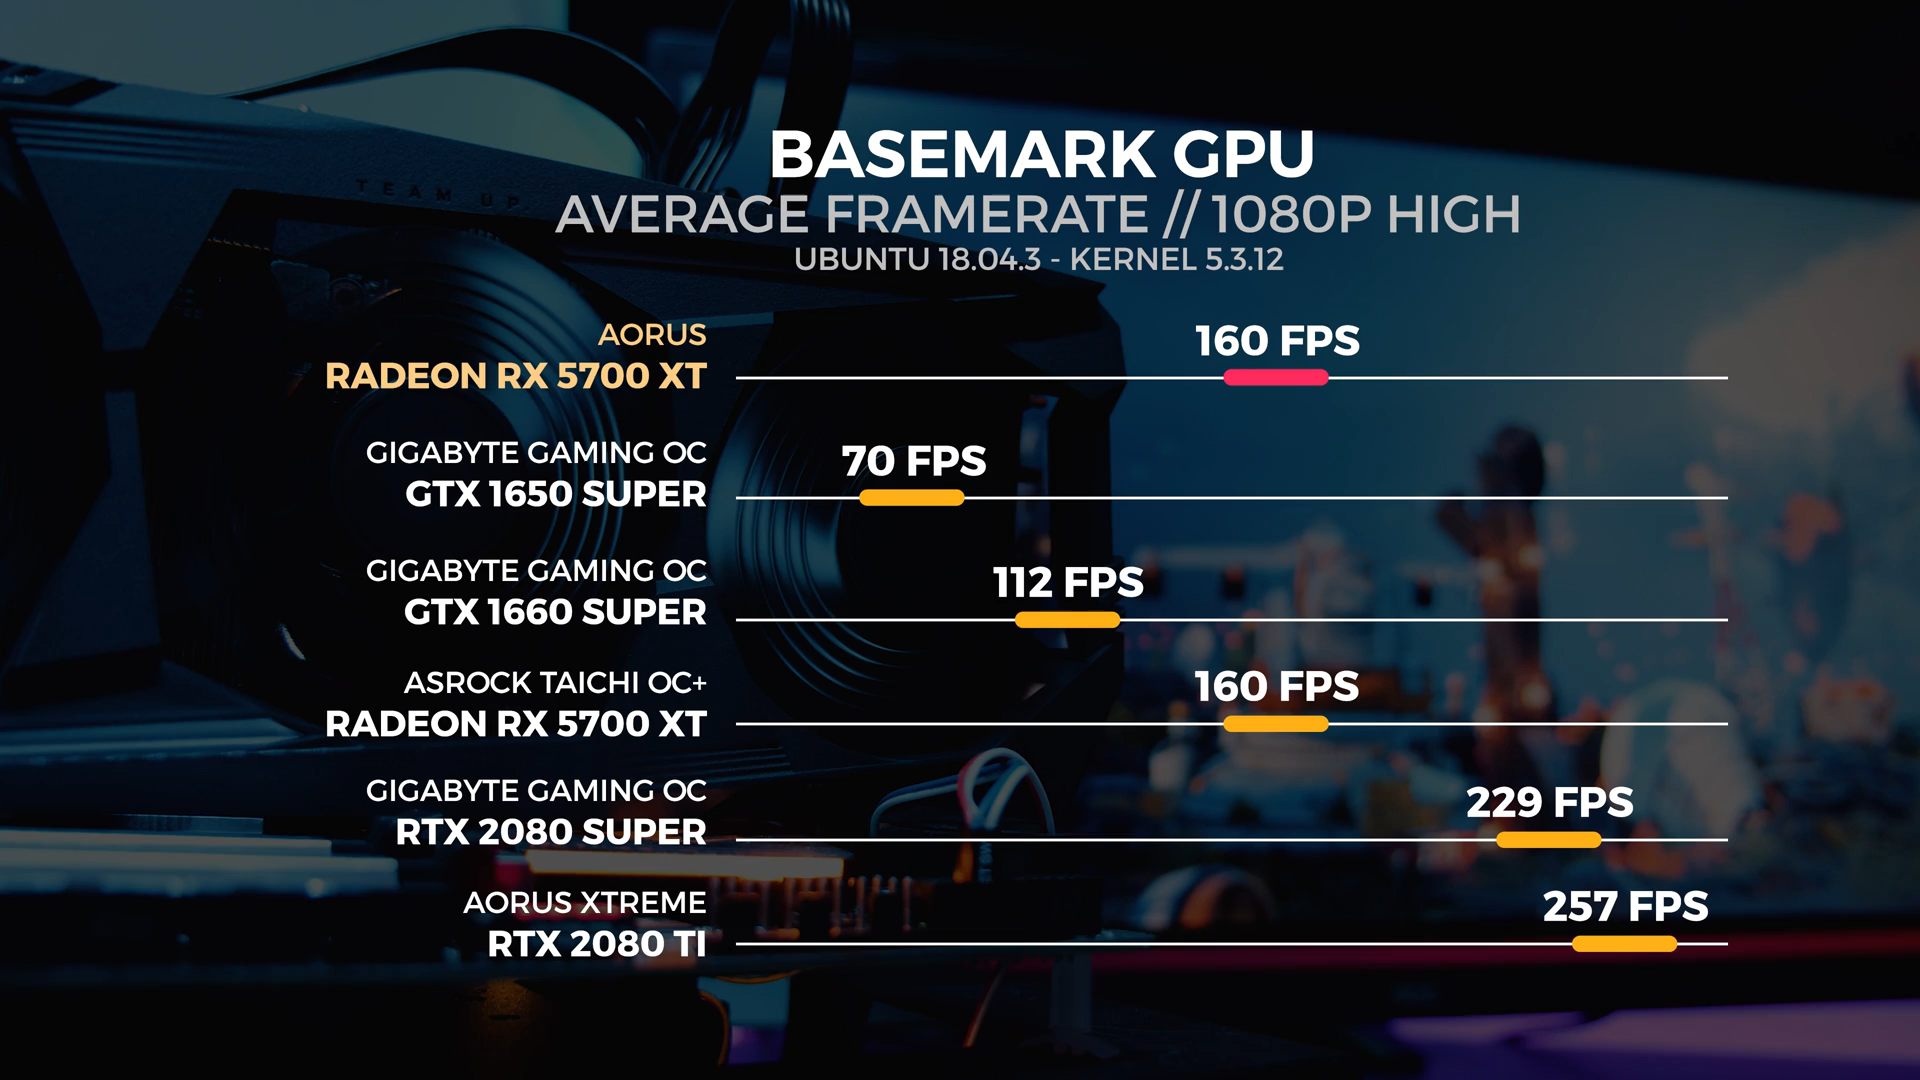 TEAM UP.
BASEMARK GPU
AVERAGE FRAMERATE // 1080P HIGH
UBUNTU 18.04.3 - KERNEL 5.3.12
AORUS
RADEON RX 5700 XT
160 FPS
GIGABYTE GAMING OC
GTX 1650 SUPER
70 FPS
GIGABYTE GAMING OC
GTX 1660 SUPER
112 FPS
ASROCK TAICHI OC+
RADEON RX 5700 XT
160 FPS
GIGABYTE GAMING OC
RTX 2080 SUPER
229 FPS
AORUS XTREME
RTX 2080 TI
257 FPS